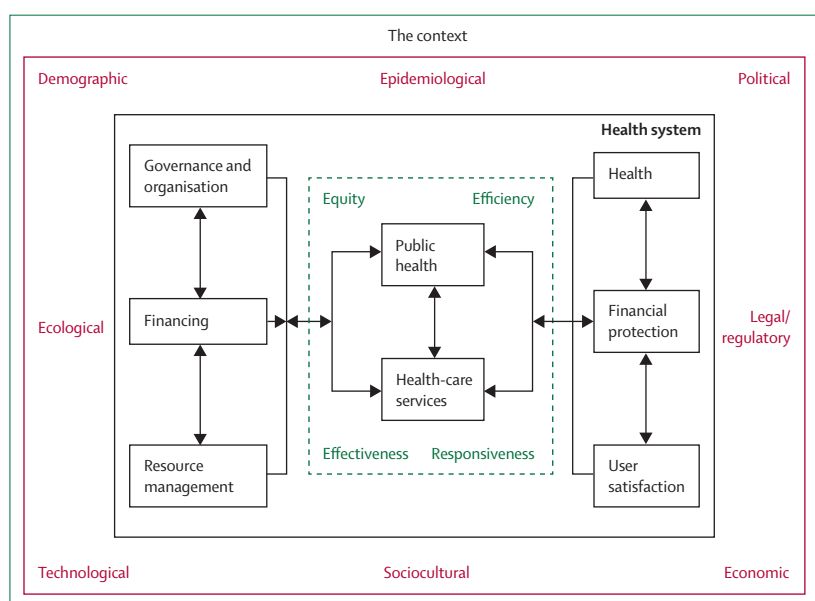 The context
Demographic
Epidemiological
Political
Health system
Governance and
organisation
Financing
Resource
management
Equity
Efficiency
Public
health
Health-care
services
Effectiveness
Responsiveness
Health
Financial
protection
User
satisfaction
Ecological
Legal/
regulatory
Technological
Sociocultural
Economic